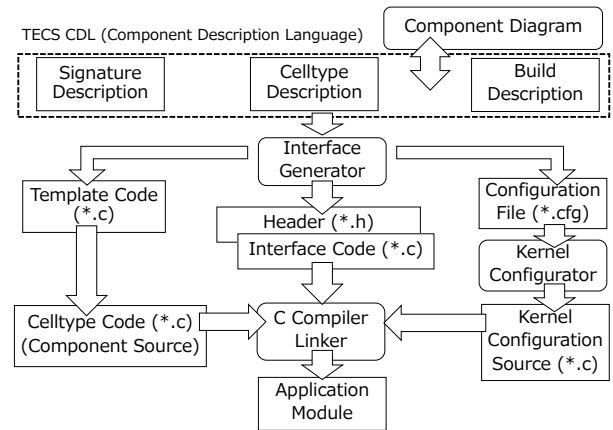 TECS CDL (Component Description Language)
Component Diagram
Signature
Description
Celltype
Description
Build
Description
Interface
Generator
Template Code
(*.c)
Header (*.h)
Interface Code (*.c)
Configuration
File (*.cfg)
Kernel
Configurator
Celltype Code (*.c)
(Component Source)
C Compiler
Linker
Kernel
Configuration
Source (*.c)
Application
Module